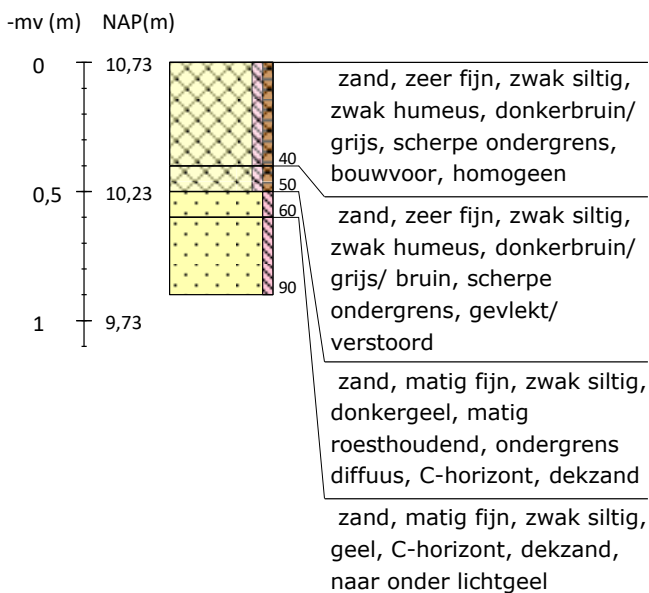 -mv (m) NAP(m)
0 10,73
zand, zeer fijn, zwak siltig,
zwak humeus, donkerbruin/
grijs, scherpe ondergrens,
bouwvoor, homogeen
40
0,5 10,23 50
60
zand, zeer fijn, zwak siltig,
zwak humeus, donkerbruin/
grijs/ bruin, scherpe
ondergrens, gevlekt/
verstoord
90
1 9,73
zand, matig fijn, zwak siltig,
donkergeel, matig
roesthoudend, ondergrens
diffuus, C-horizont, dekzand
zand, matig fijn, zwak siltig,
geel, C-horizont, dekzand,
naar onder lichtgeel